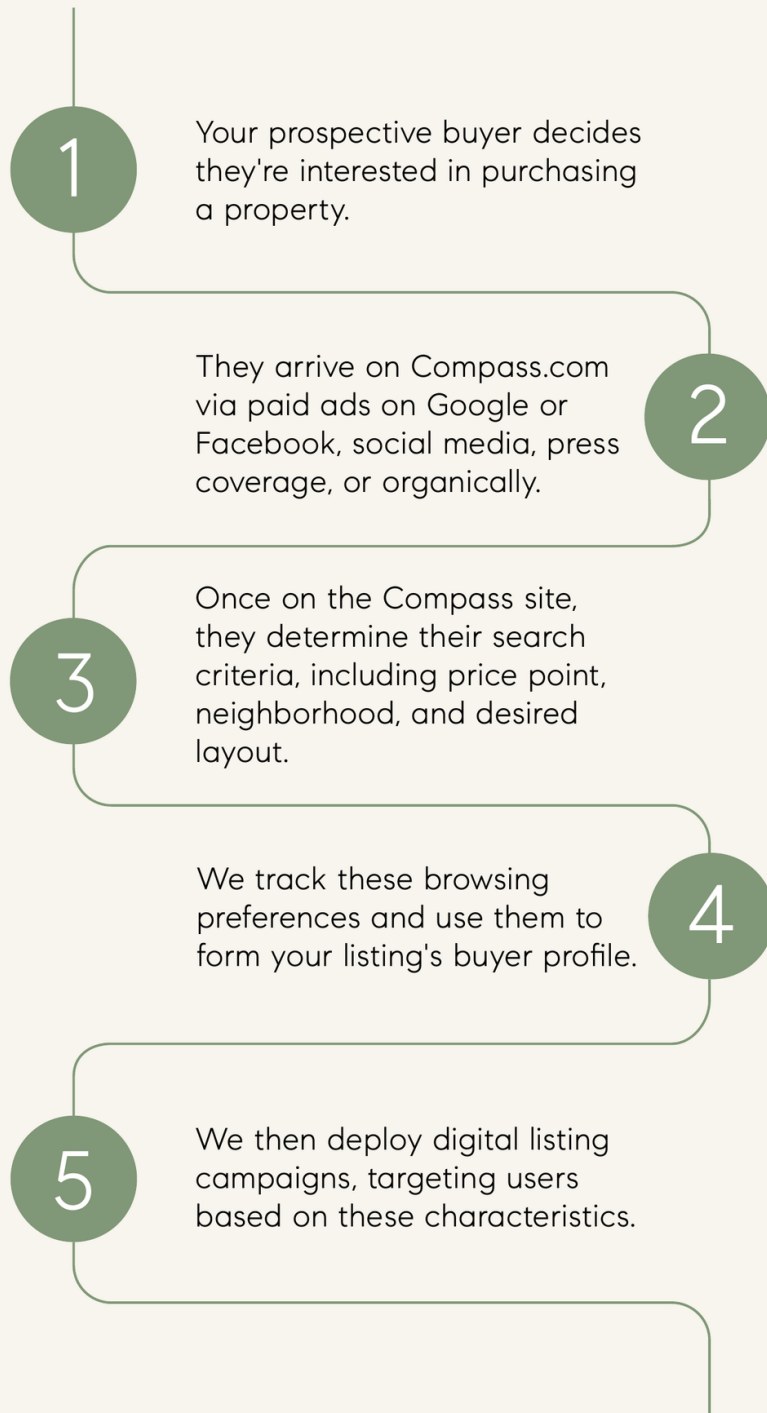 1
Your prospective buyer decides
they're interested in purchasing
a property.
They arrive on Compass.com
via paid ads on Google or
Facebook, social media, press
coverage, or organically.
2
Once on the Compass site,
they determine their search
criteria, including price point,
neighborhood, and desired
layout.
3
We track these browsing
preferences and use them to
form your listing's buyer profile.
4
5
We then deploy digital listing
campaigns, targeting users
based on these characteristics.